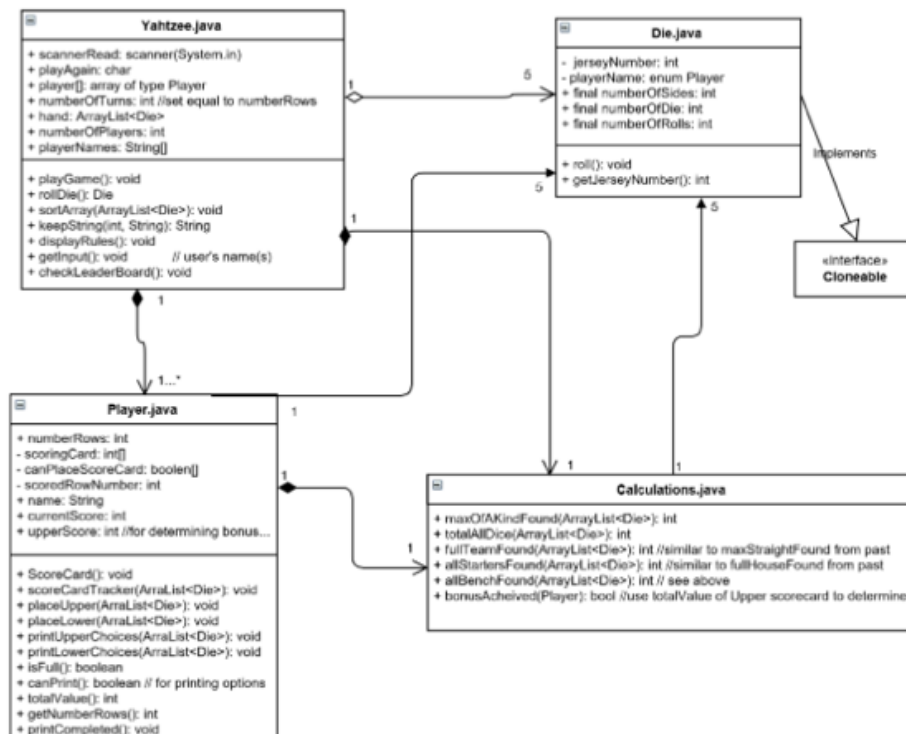 Yahtzee.java
+ scannerRead: scanner(System.in)
+ playAgain: char
+ player[]: array of type Player
+ numberOfTurns: int //set equal to numberRows
+ hand: ArrayList<Die>
+ numberOfPlayers: int
+ playerNames: String[]
+ playGame(): void
+ rollDie(): Die
+ sortArray(ArrayList<Die>): void
+ keepString(int, String): String
+ displayRules(): void
+ getInput(): void // user's name(s)
+ checkLeaderBoard(): void
1
5
1
1
1...*
Die.java
- jerseyNumber: int
- playerName: enum Player
+ final numberOfSides: int
+ final numberOfDie: int
+ final numberOfRolls: int
+ roll(): void
+ getJerseyNumber(): int
Implements
5
5
«interface»
Cloneable
Player.java
+ numberRows: int
- scoringCard: int[]
- canPlaceScoreCard: boolen[]
- scoredRowNumber: int
+ name: String
+ currentScore: int
+ upperScore: int //for determining bonus...
+ ScoreCard(): void
+ scoreCardTracker(ArraList<Die>): void
+ placeUpper(ArraList<Die>): void
+ placeLower(ArraList<Die>): void
+ printUpperChoices(ArraList<Die>): void
+ printLowerChoices(ArraList<Die>): void
+ isFull(): boolean
+ canPrint(): boolean // for printing options
+ totalValue(): int
+ getNumberRows(): int
+ printCompleted(): void
1
1
1
1
1
Calculations.java
+ maxOfAKindFound(ArrayList<Die>): int
+ totalAllDice(ArrayList<Die>): int
+ fullTeamFound(ArrayList<Die>): int //similar to maxStraightFound from past
+ allStartersFound(ArrayList<Die>): int //similar to fullHouseFound from past
+ allBenchFound(ArrayList<Die>): int // see above
+ bonusAcheived(Player): bool //use totalValue of Upper scorecard to determine